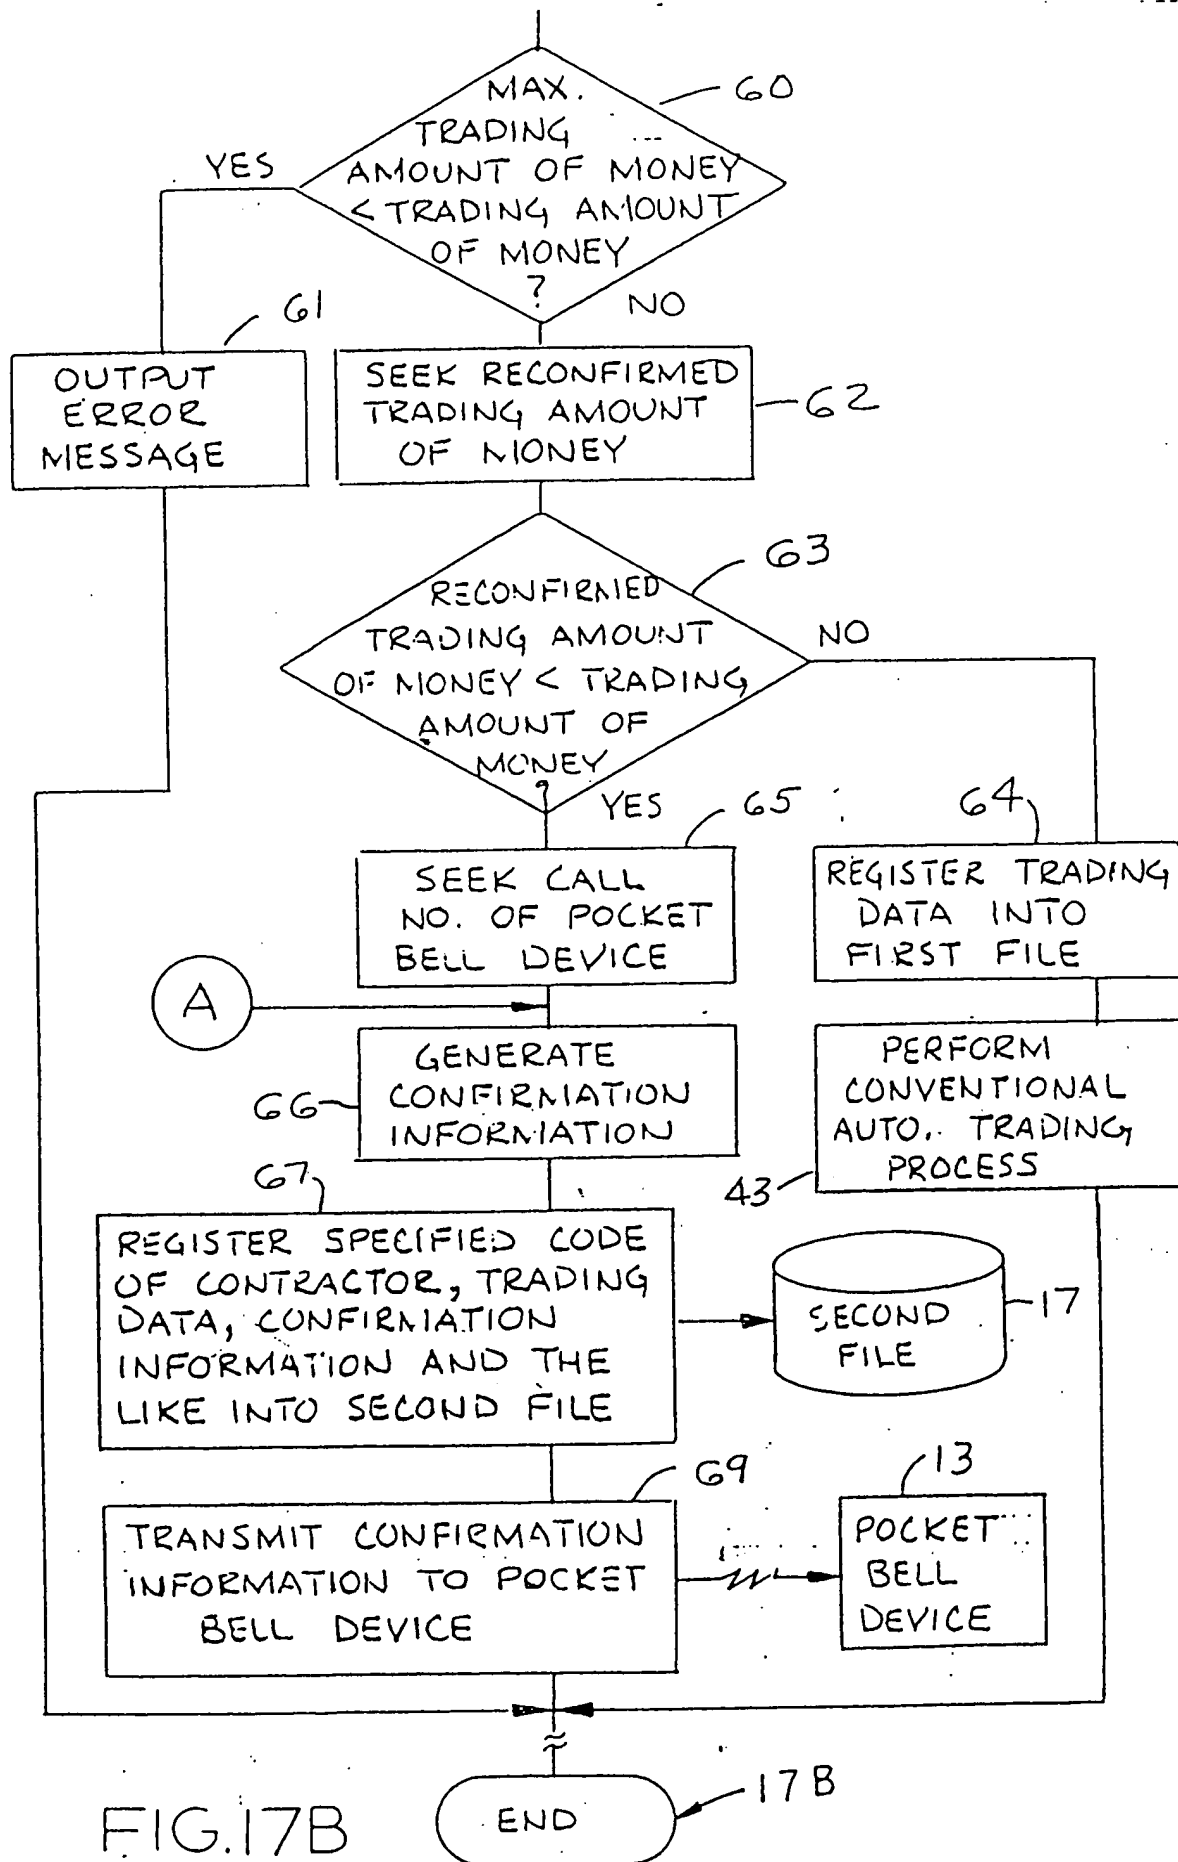 MAX.
TRADING
AMOUNT OF MONEY
< TRADING AMOUNT
OF MONEY
?
60
YES
NO
61
OUTPUT
ERROR
MESSAGE
SEEK RECONFIRMED
TRADING AMOUNT
OF MONEY
62
63
RECONFIRMED
TRADING AMOUNT
OF MONEY < TRADING
AMOUNT OF
MONEY
?
NO
YES
65
64
SEEK CALL
NO. OF POCKET
BELL DEVICE
REGISTER TRADING
DATA INTO
FIRST FILE
A
GENERATE
CONFIRMATION
INFORMATION
66
PERFORM
CONVENTIONAL
AUTO. TRADING
PROCESS
43
67
REGISTER SPECIFIED CODE
OF CONTRACTOR, TRADING
DATA, CONFIRMATION
INFORMATION AND THE
LIKE INTO SECOND FILE
SECOND
FILE
17
69
13
TRANSMIT CONFIRMATION
INFORMATION TO POCKET
BELL DEVICE
POCKET
BELL
DEVICE
END
17B
FIG.17B